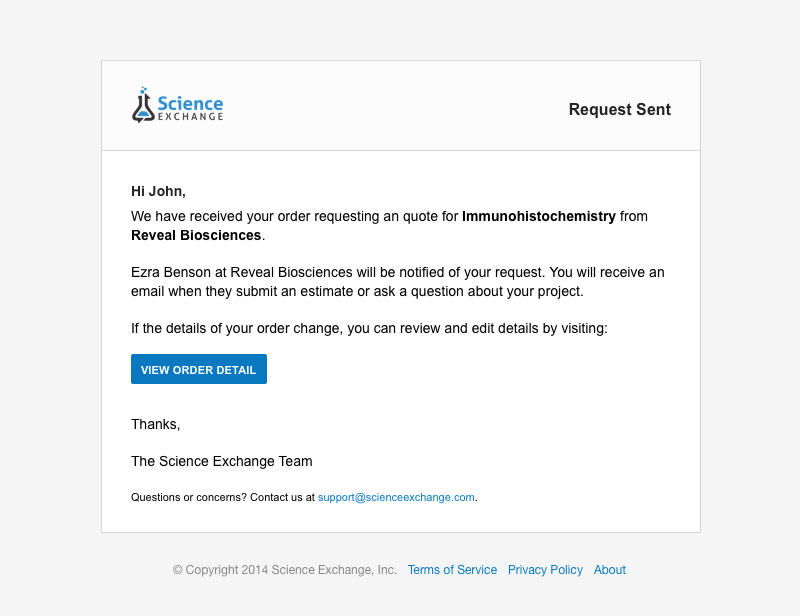 Science
EXCHANGE
Request Sent
Hi John,
We have received your order requesting an quote for Immunohistochemistry from
Reveal Biosciences.
Ezra Benson at Reveal Biosciences will be notified of your request. You will receive an
email when they submit an estimate or ask a question about your project.
If the details of your order change, you can review and edit details by visiting:
VIEW ORDER DETAIL
Thanks,
The Science Exchange Team
Questions or concerns? Contact us at support@scienceexchange.com.
© Copyright 2014 Science Exchange, Inc. Terms of Service Privacy Policy About